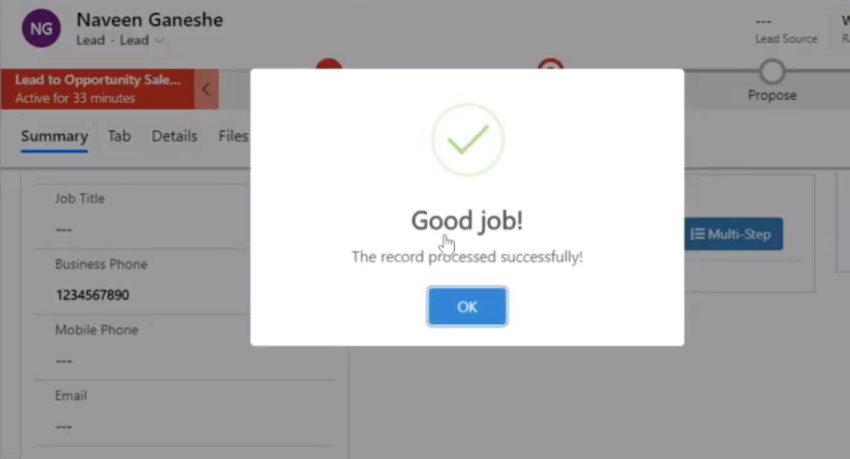 NG
Naveen Ganeshe
Lead · Lead
---
Lead Source
Lead to Opportunity Sale...
Active for 33 minutes
Propose
Summary Tab Details Files
Job Title
---
Business Phone
1234567890
Mobile Phone
---
Email
---
Multi-Step
Good job!
The record processed successfully!
OK